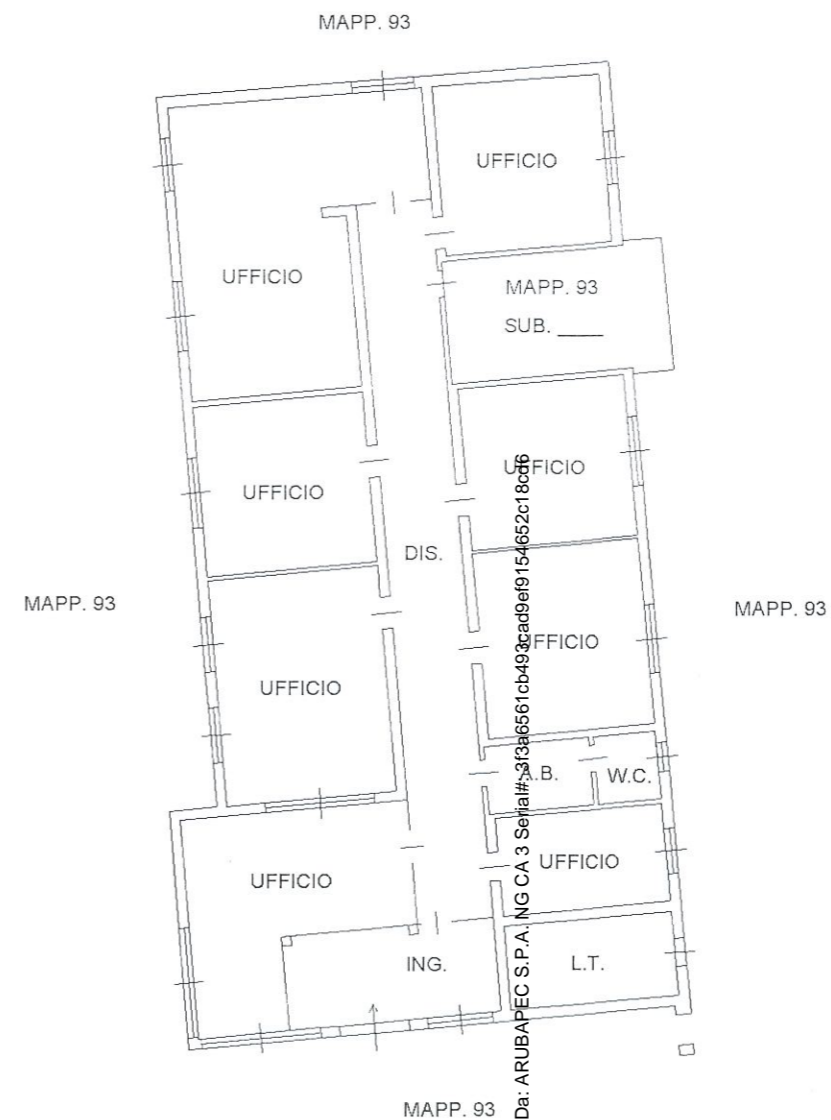 MAPP. 93
UFFICIO
UFFICIO
MAPP. 93
SUB. ____
UFFICIO
UFFICIO
DIS.
MAPP. 93
MAPP. 93
UFFICIO
UFFICIO
A.B.
W.C.
UFFICIO
UFFICIO
ING.
L.T.
MAPP. 93
Da: ARUBAPEC S.P.A. NG CA 3 Serial#: 3f3a6561cb493cad9ef9154652c18cd6